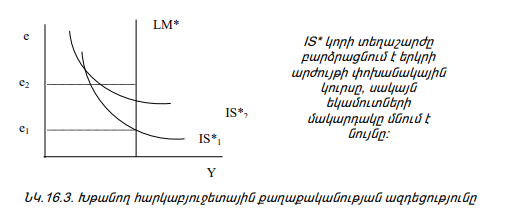 LM*
e
e2
e1
IS*2
IS*1
Y
IS* կորի տեղաշարժը
բարձրացնում է երկրի
արժույթի փոխանակային
կուրսը, սակայն
եկամուտների
մակարդակը մնում է
նույնը:
ՆԿ.16.3. Խթանող հարկաբյուջետային քաղաքականության ազդեցությունը